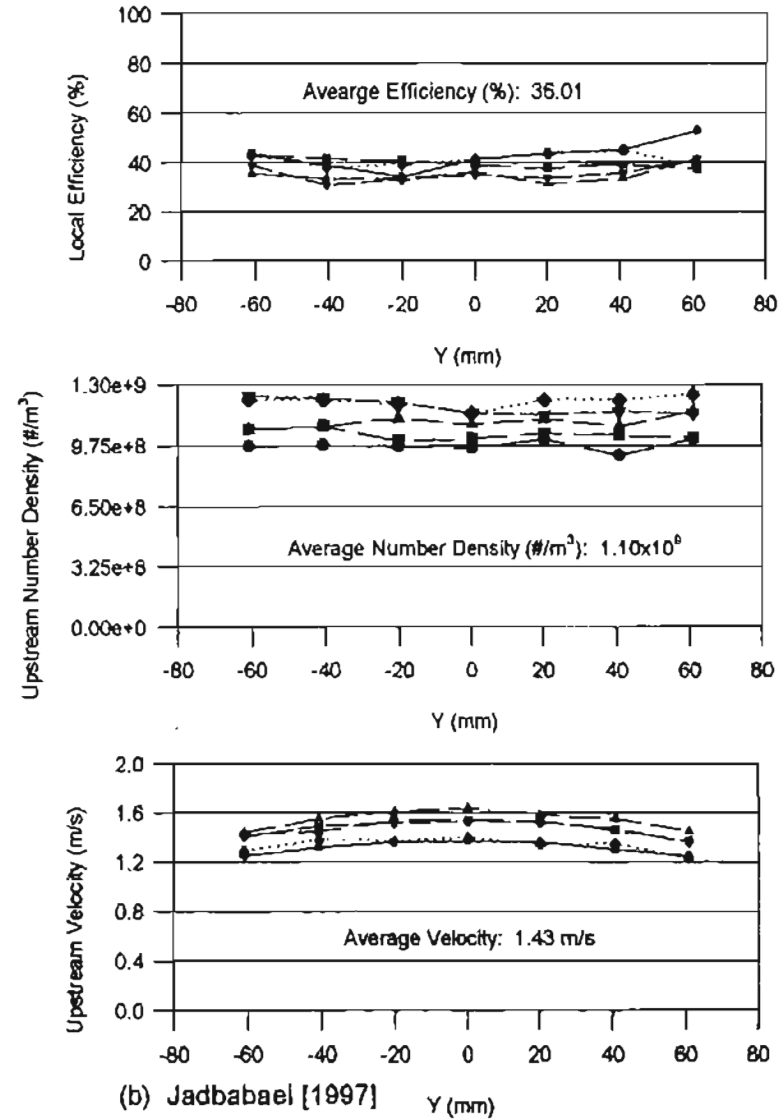 100
80
60
40
20
0
Local Efficiency (%)
Avearge Efficiency (%): 36.01
-80 -60 -40 -20 0 20 40 60 80
Y (mm)
1.30e+9
9.75e+8
6.50e+8
3.25e+8
0.00e+0
Upstream Number Density (#/m³)
Average Number Density (#/m³): 1.10x10⁹
-80 -60 -40 -20 0 20 40 60 80
Y (mm)
2.0
1.6
1.2
0.8
0.4
0.0
Upstream Velocity (m/s)
Average Velocity: 1.43 m/s
-80 -60 -40 -20 0 20 40 60 80
(b) Jadbabaei [1997] Y (mm)